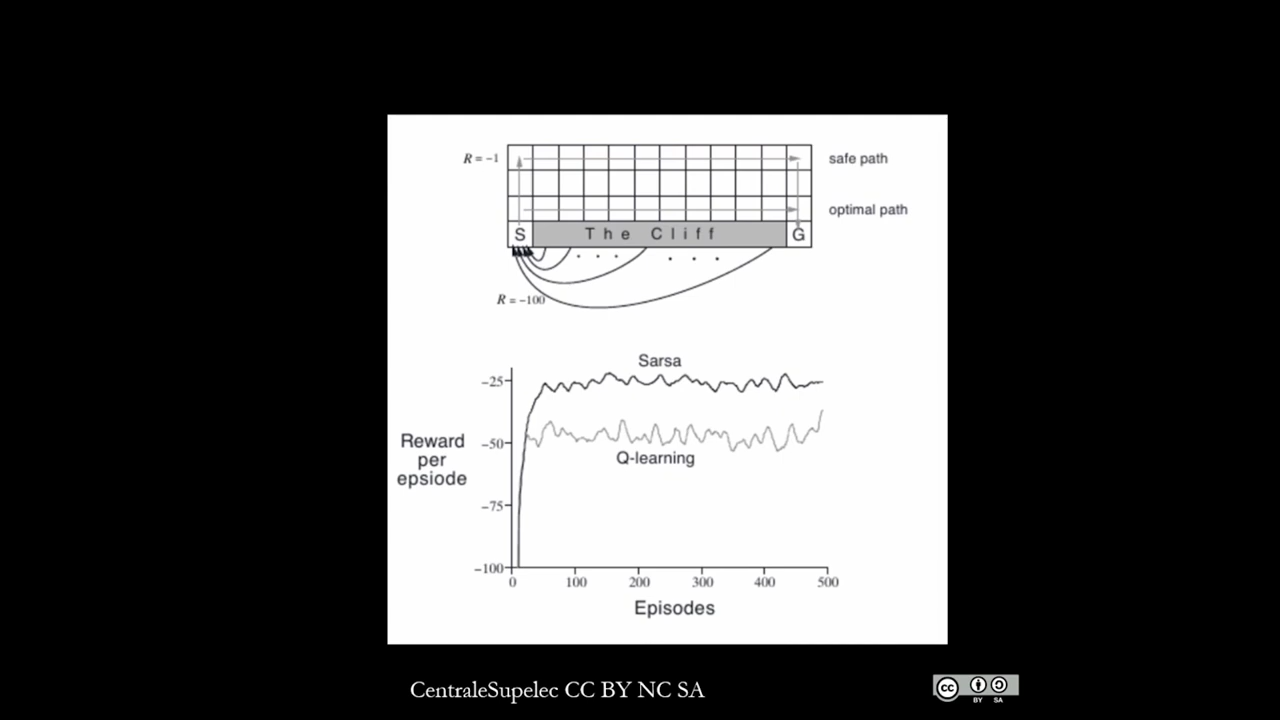 R = −1
safe path
optimal path
S
The Cliff
G
R = −100
Sarsa
−25
Reward
per
epsiode
−50
Q-learning
−75
−100
0 100 200 300 400 500
Episodes
CentraleSupelec CC BY NC SA
cc
BY SA